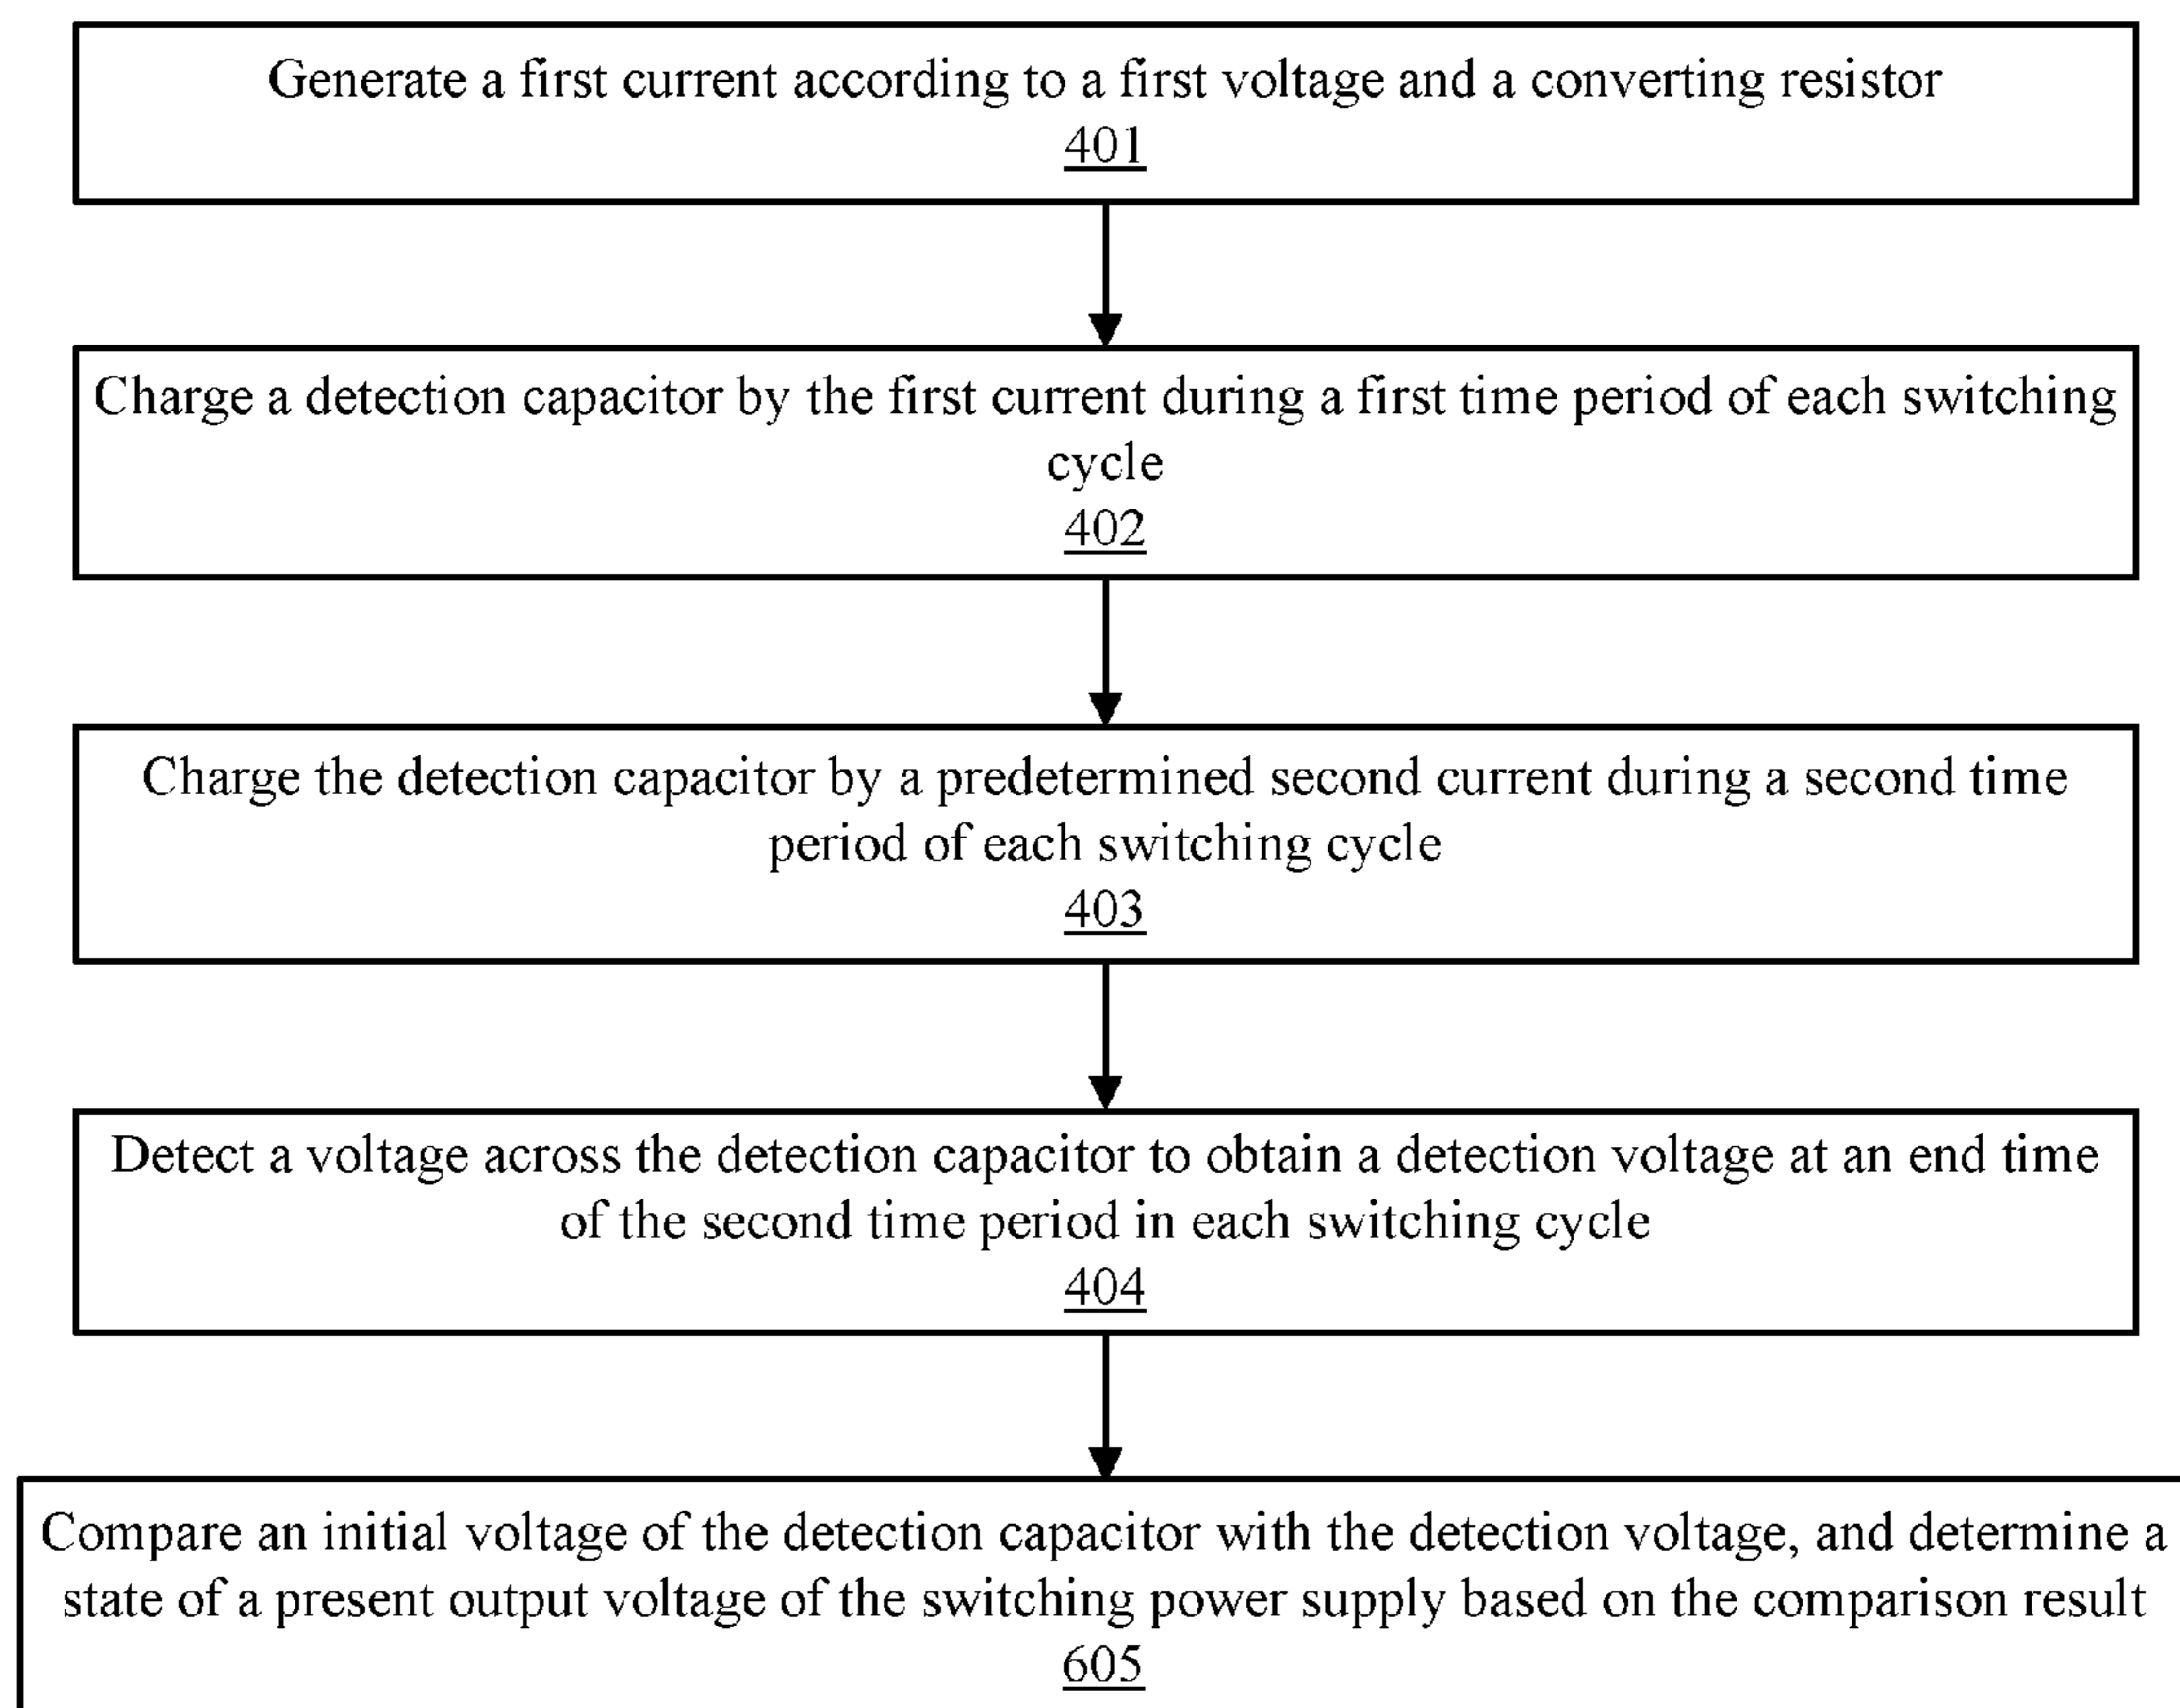 Generate a first current according to a first voltage and a converting resistor
401
Charge a detection capacitor by the first current during a first time period of each switching
cycle
402
Charge the detection capacitor by a predetermined second current during a second time
period of each switching cycle
403
Detect a voltage across the detection capacitor to obtain a detection voltage at an end time
of the second time period in each switching cycle
404
Compare an initial voltage of the detection capacitor with the detection voltage, and determine a
state of a present output voltage of the switching power supply based on the comparison result
605